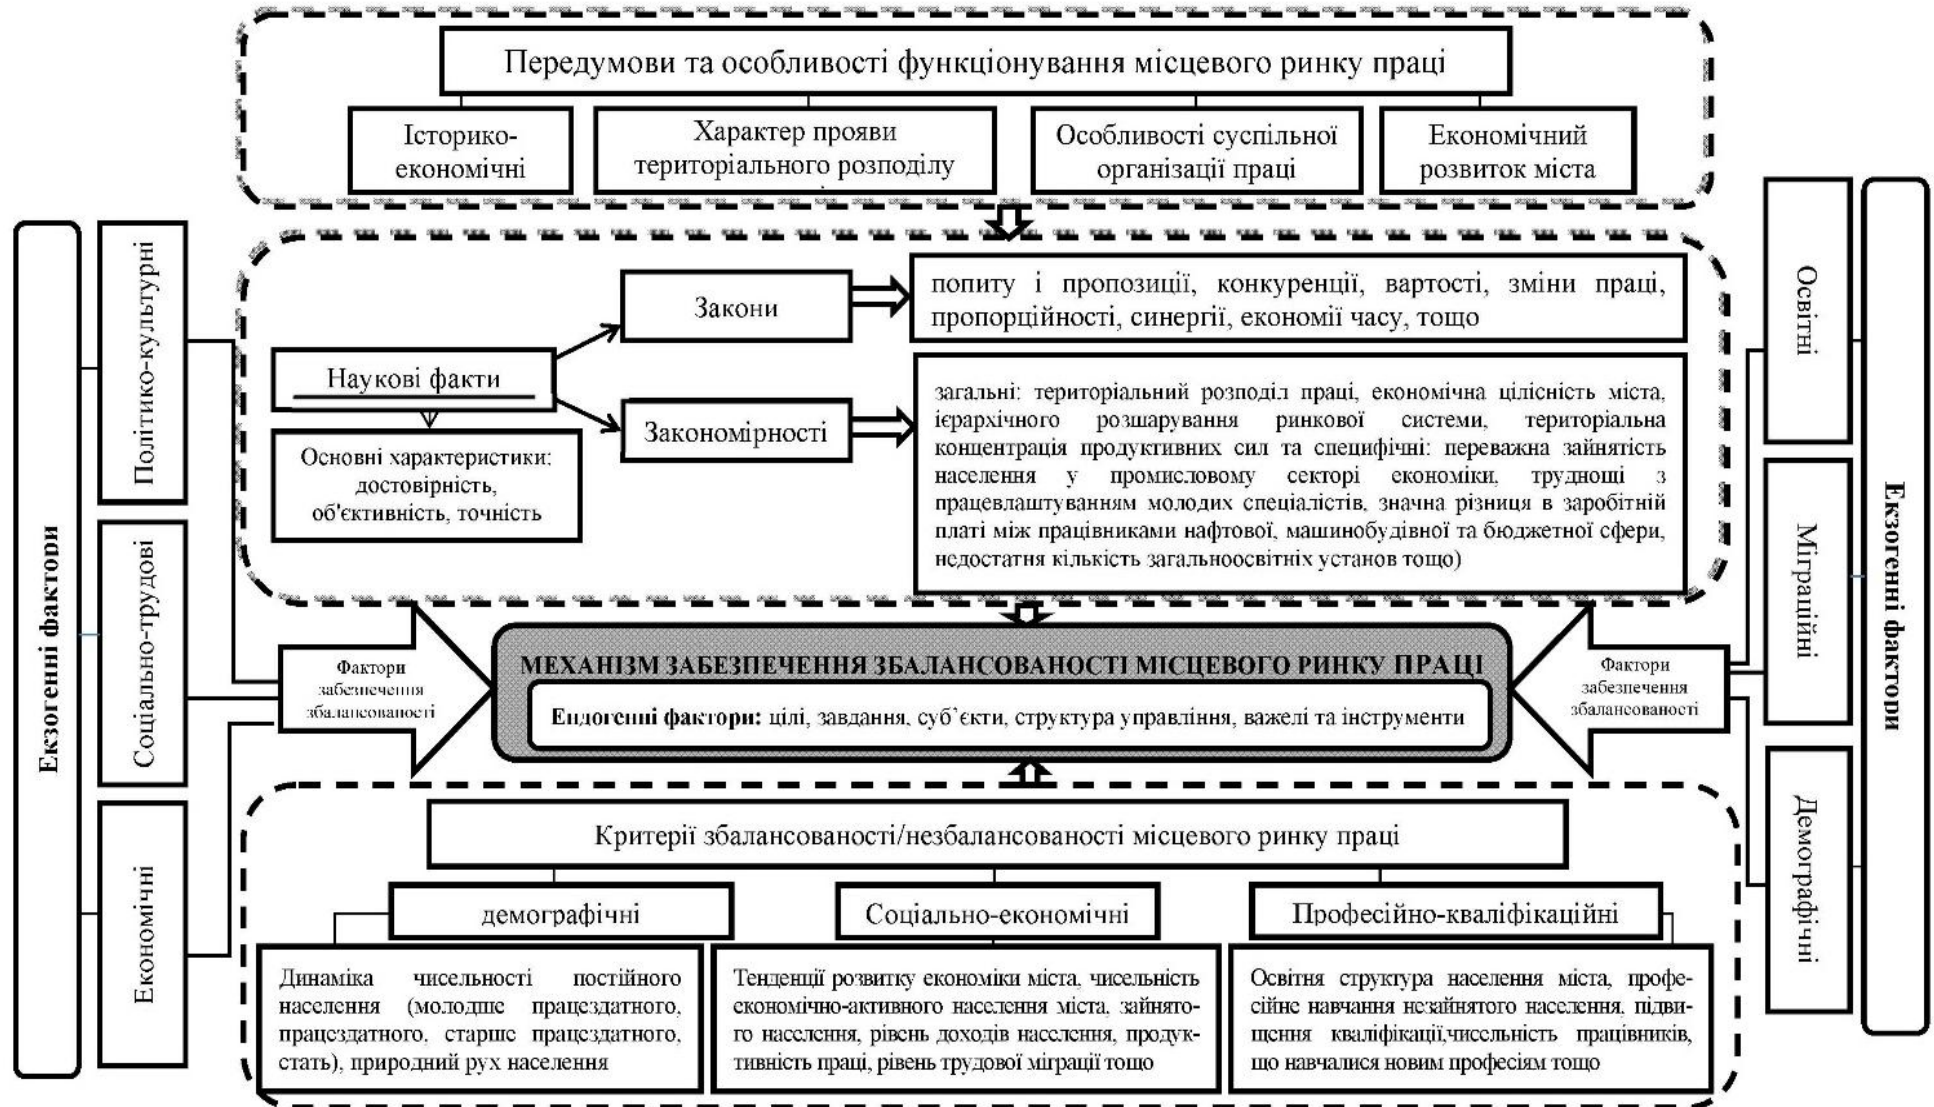 Передумови та особливості функціонування місцевого ринку праці
Історико-
економічні
Характер прояви
територіального розподілу
Особливості суспільної
організації праці
Економічний
розвиток міста
Екзогенні фактори
Політико-культурні
Соціально-трудові
Економічні
Наукові факти
Основні характеристики:
достовірність,
об'єктивність, точність
Закони
попиту і пропозиції, конкуренції, вартості, зміни праці,
пропорційності, синергії, економії часу, тощо
Закономірності
загальні: територіальний розподіл праці, економічна цілісність міста,
ієрархічного розшарування ринкової системи, територіальна
концентрація продуктивних сил та специфічні: переважна зайнятість
населення у промисловому секторі економіки, труднощі з
працевлаштуванням молодих спеціалістів, значна різниця в заробітній
платі між працівниками нафтової, машинобудівної та бюджетної сфери,
недостатня кількість загальноосвітніх установ тощо)
Освітні
Міграційні
Демографічні
Екзогенні фактори
Фактори
забезпечення
збалансованості
МЕХАНІЗМ ЗАБЕЗПЕЧЕННЯ ЗБАЛАНСОВАНОСТІ МІСЦЕВОГО РИНКУ ПРАЦІ
Ендогенні фактори: цілі, завдання, суб’єкти, структура управління, важелі та інструменти
Фактори
забезпечення
збалансованості
Критерії збалансованості/незбалансованості місцевого ринку праці
демографічні
Динаміка чисельності постійного
населення (молодше працездатного,
працездатного, старше працездатного,
стать), природний рух населення
Соціально-економічні
Тенденції розвитку економіки міста, чисельність
економічно-активного населення міста, зайнято-
го населення, рівень доходів населення, продук-
тивність праці, рівень трудової міграції тощо
Професійно-кваліфікаційні
Освітня структура населення міста, профе-
сійне навчання незайнятого населення, підви-
щення кваліфікації,чисельність працівників,
що навчалися новим професіям тощо